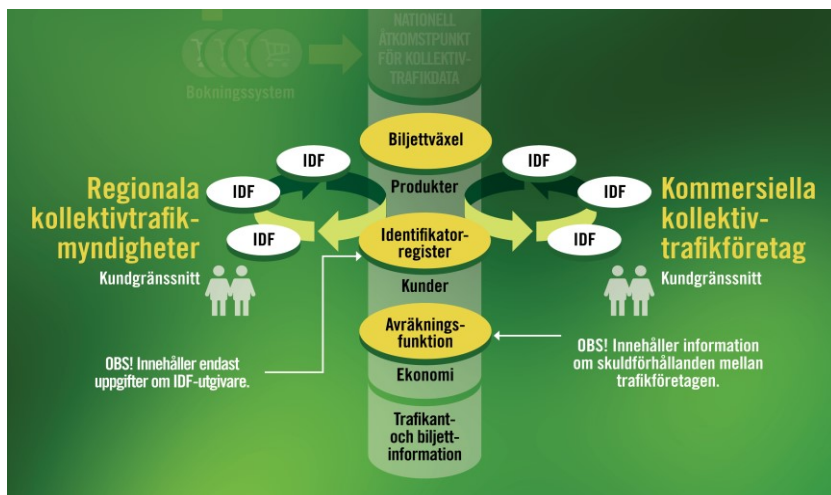 NATIONELL
ÅTKOMSTPUNKT
FÖR KOLLEKTIV-
TRAFIKDATA
Bokningssystem
Biljettväxel
IDF
IDF
IDF
Regionala
kollektivtrafik-
myndigheter
Kundgränssnitt
Produkter
IDF
IDF
IDF
Kommersiella
kollektiv-
trafikföretag
Kundgränssnitt
Identifikator-
register
Kunder
Avräknings-
funktion
Ekonomi
OBS! Innehåller endast
uppgifter om IDF-utgivare.
OBS! Innehåller information
om skuldförhållanden mellan
trafikföretagen.
Trafikant-
och biljett-
information